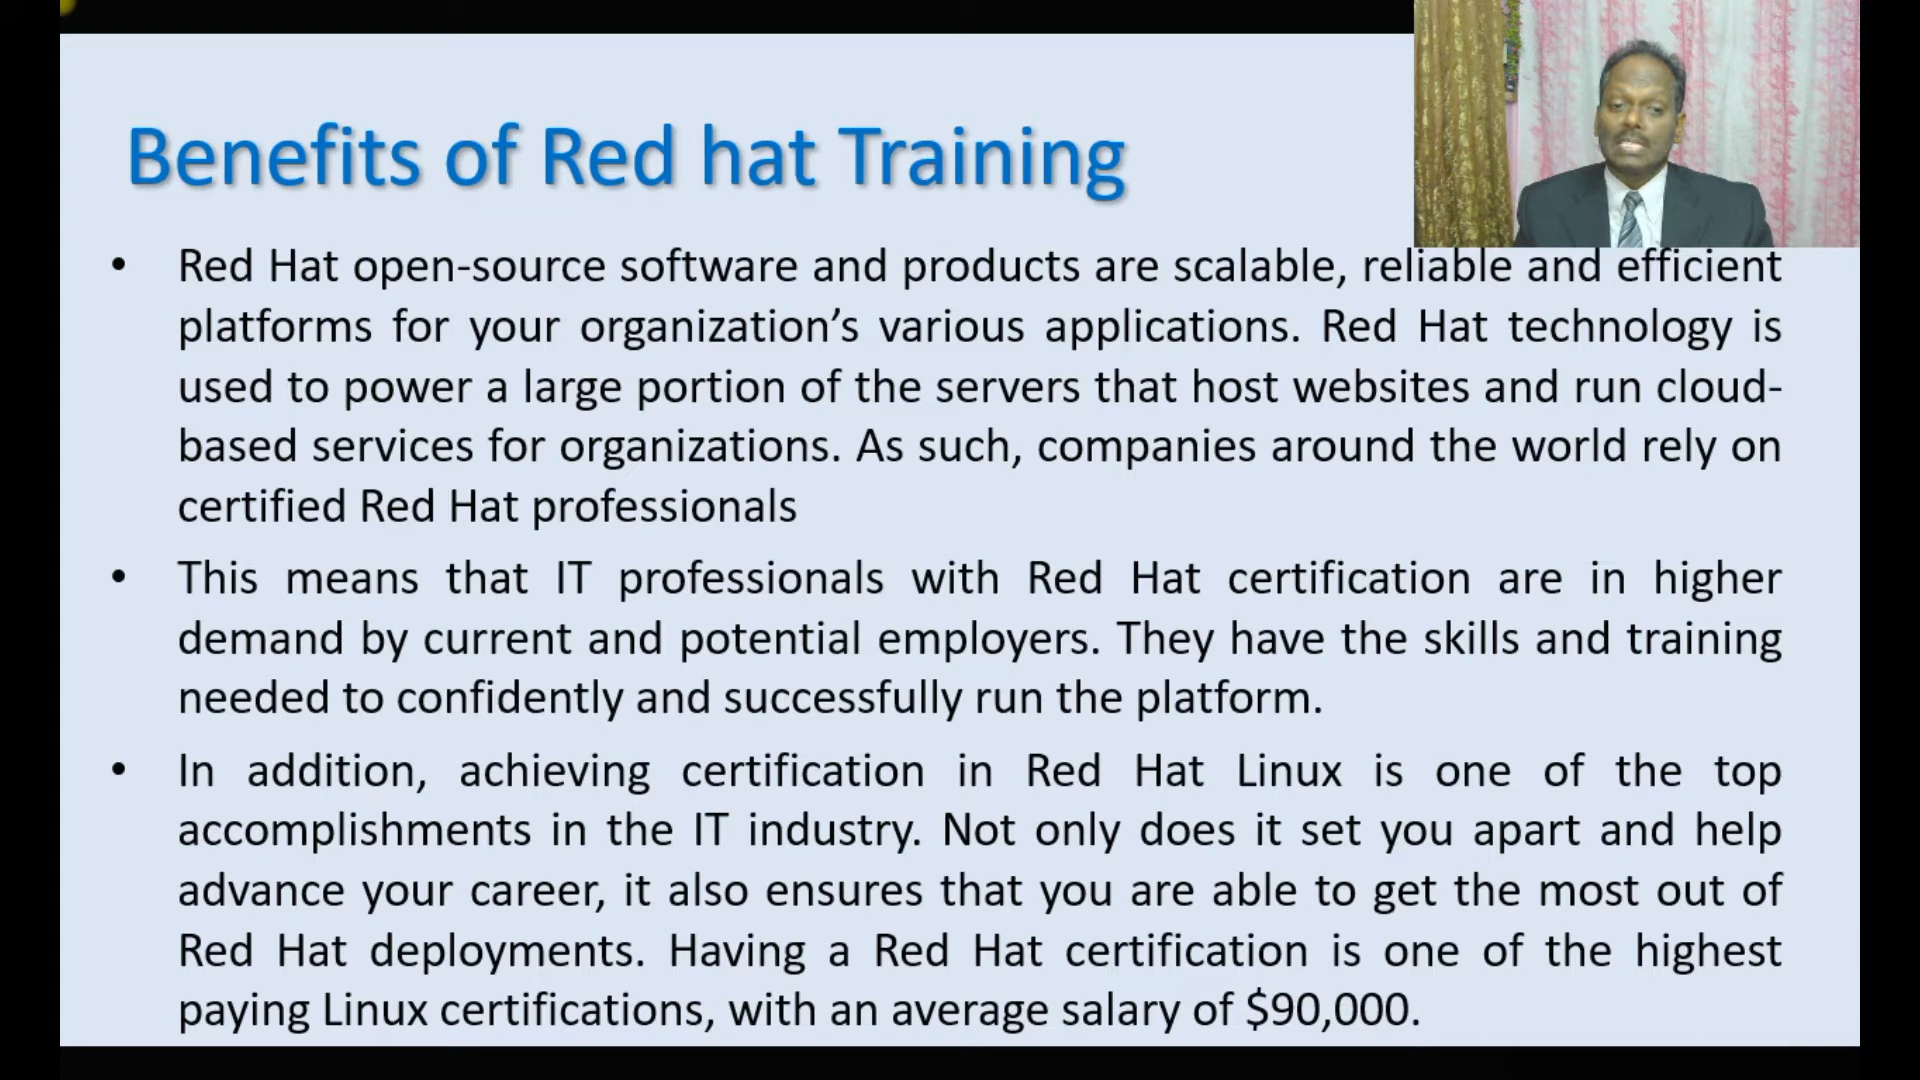 Benefits of Red hat Training
• Red Hat open-source software and products are scalable, reliable and efficient
platforms for your organization’s various applications. Red Hat technology is
used to power a large portion of the servers that host websites and run cloud-
based services for organizations. As such, companies around the world rely on
certified Red Hat professionals
• This means that IT professionals with Red Hat certification are in higher
demand by current and potential employers. They have the skills and training
needed to confidently and successfully run the platform.
• In addition, achieving certification in Red Hat Linux is one of the top
accomplishments in the IT industry. Not only does it set you apart and help
advance your career, it also ensures that you are able to get the most out of
Red Hat deployments. Having a Red Hat certification is one of the highest
paying Linux certifications, with an average salary of $90,000.